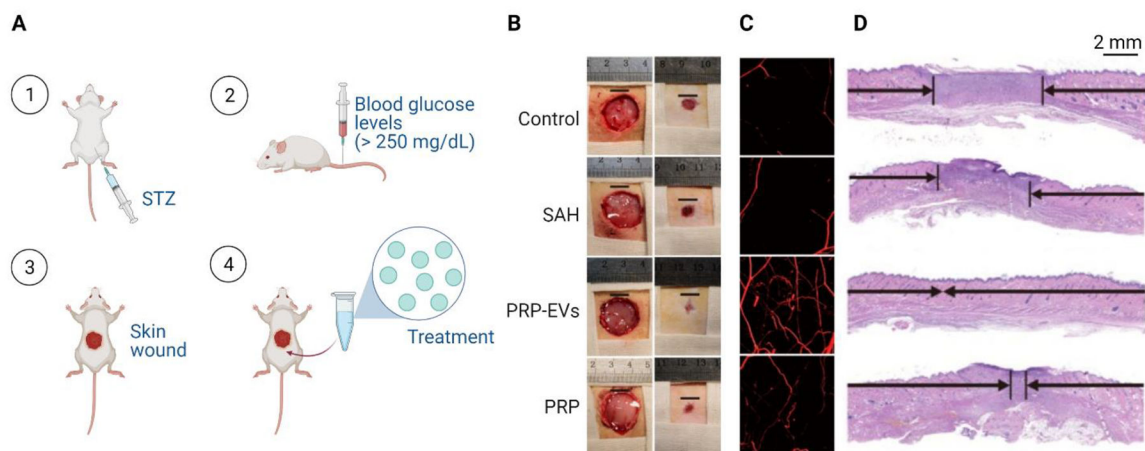 A
B
C
D
2 mm
1
2
Blood glucose
levels
(> 250 mg/dL)
STZ
3
Skin
wound
4
Treatment
Control
SAH
PRP-EVs
PRP